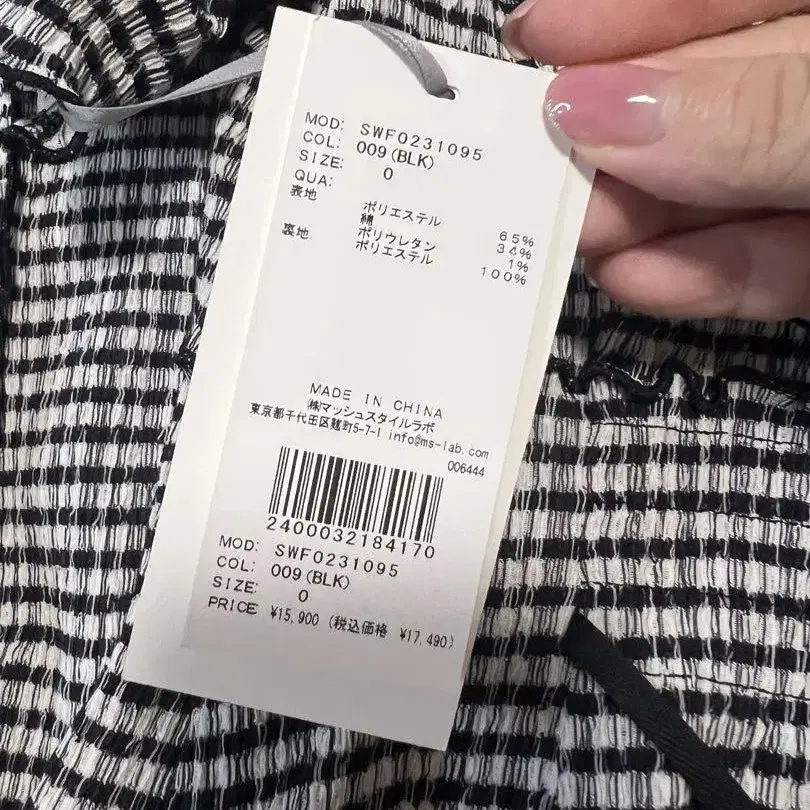 MOD: SWF0231095
COL: 009(BLK)
SIZE: 0
QUA:
表地 ポリエステル 65%
綿 34%
ポリウレタン 1%
裏地 ポリエステル 100%
MADE IN CHINA
㈱マッシュスタイルラボ
東京都千代田区麹町5-7-1 info@ms-lab.com
006444
2400032184170
MOD: SWF0231095
COL: 009(BLK)
SIZE: 0
PRICE ¥15,900 (税込価格 ¥17,490)